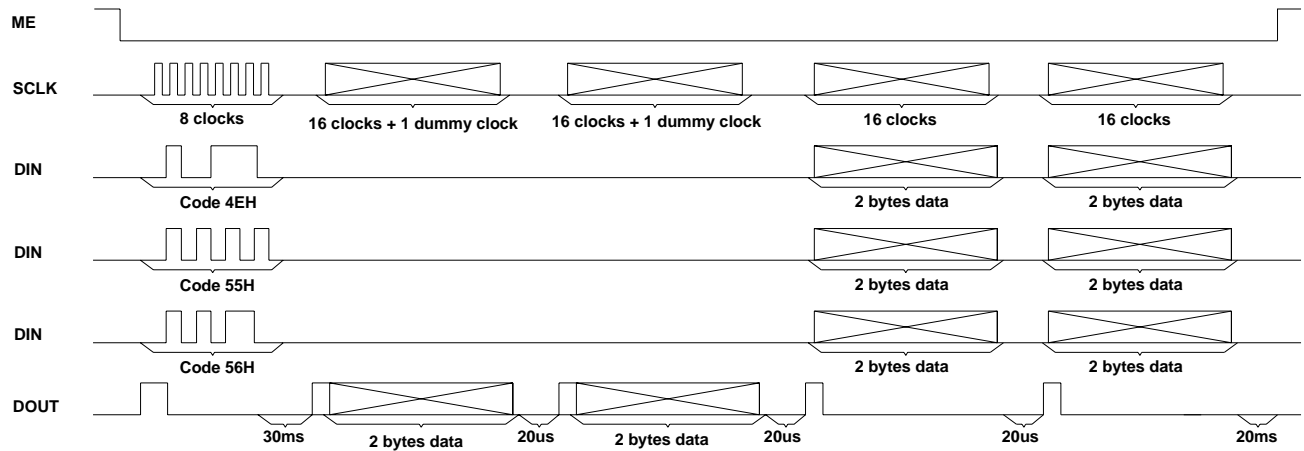 ME
SCLK
8 clocks
16 clocks + 1 dummy clock
16 clocks + 1 dummy clock
16 clocks
16 clocks
DIN
Code 4EH
2 bytes data
2 bytes data
DIN
Code 55H
2 bytes data
2 bytes data
DIN
Code 56H
2 bytes data
2 bytes data
DOUT
30ms
2 bytes data
20us
2 bytes data
20us
20us
20ms